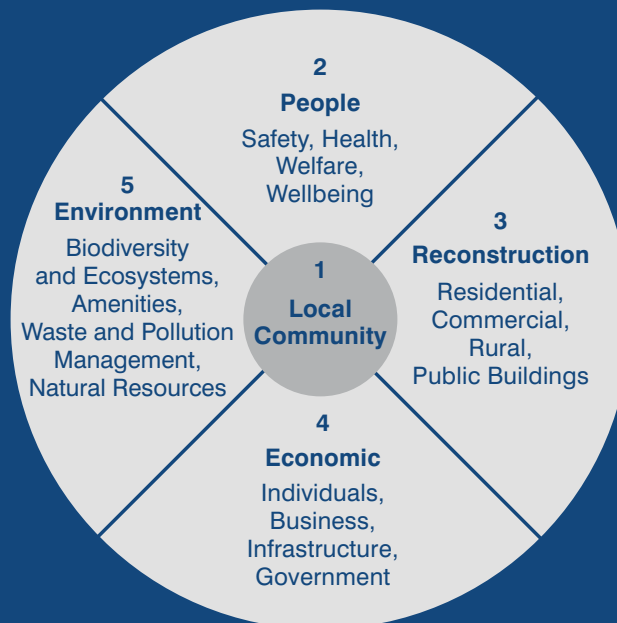 1
Local
Community
2
People
Safety, Health,
Welfare,
Wellbeing
3
Reconstruction
Residential,
Commercial,
Rural,
Public Buildings
4
Economic
Individuals,
Business,
Infrastructure,
Government
5
Environment
Biodiversity
and Ecosystems,
Amenities,
Waste and Pollution
Management,
Natural Resources